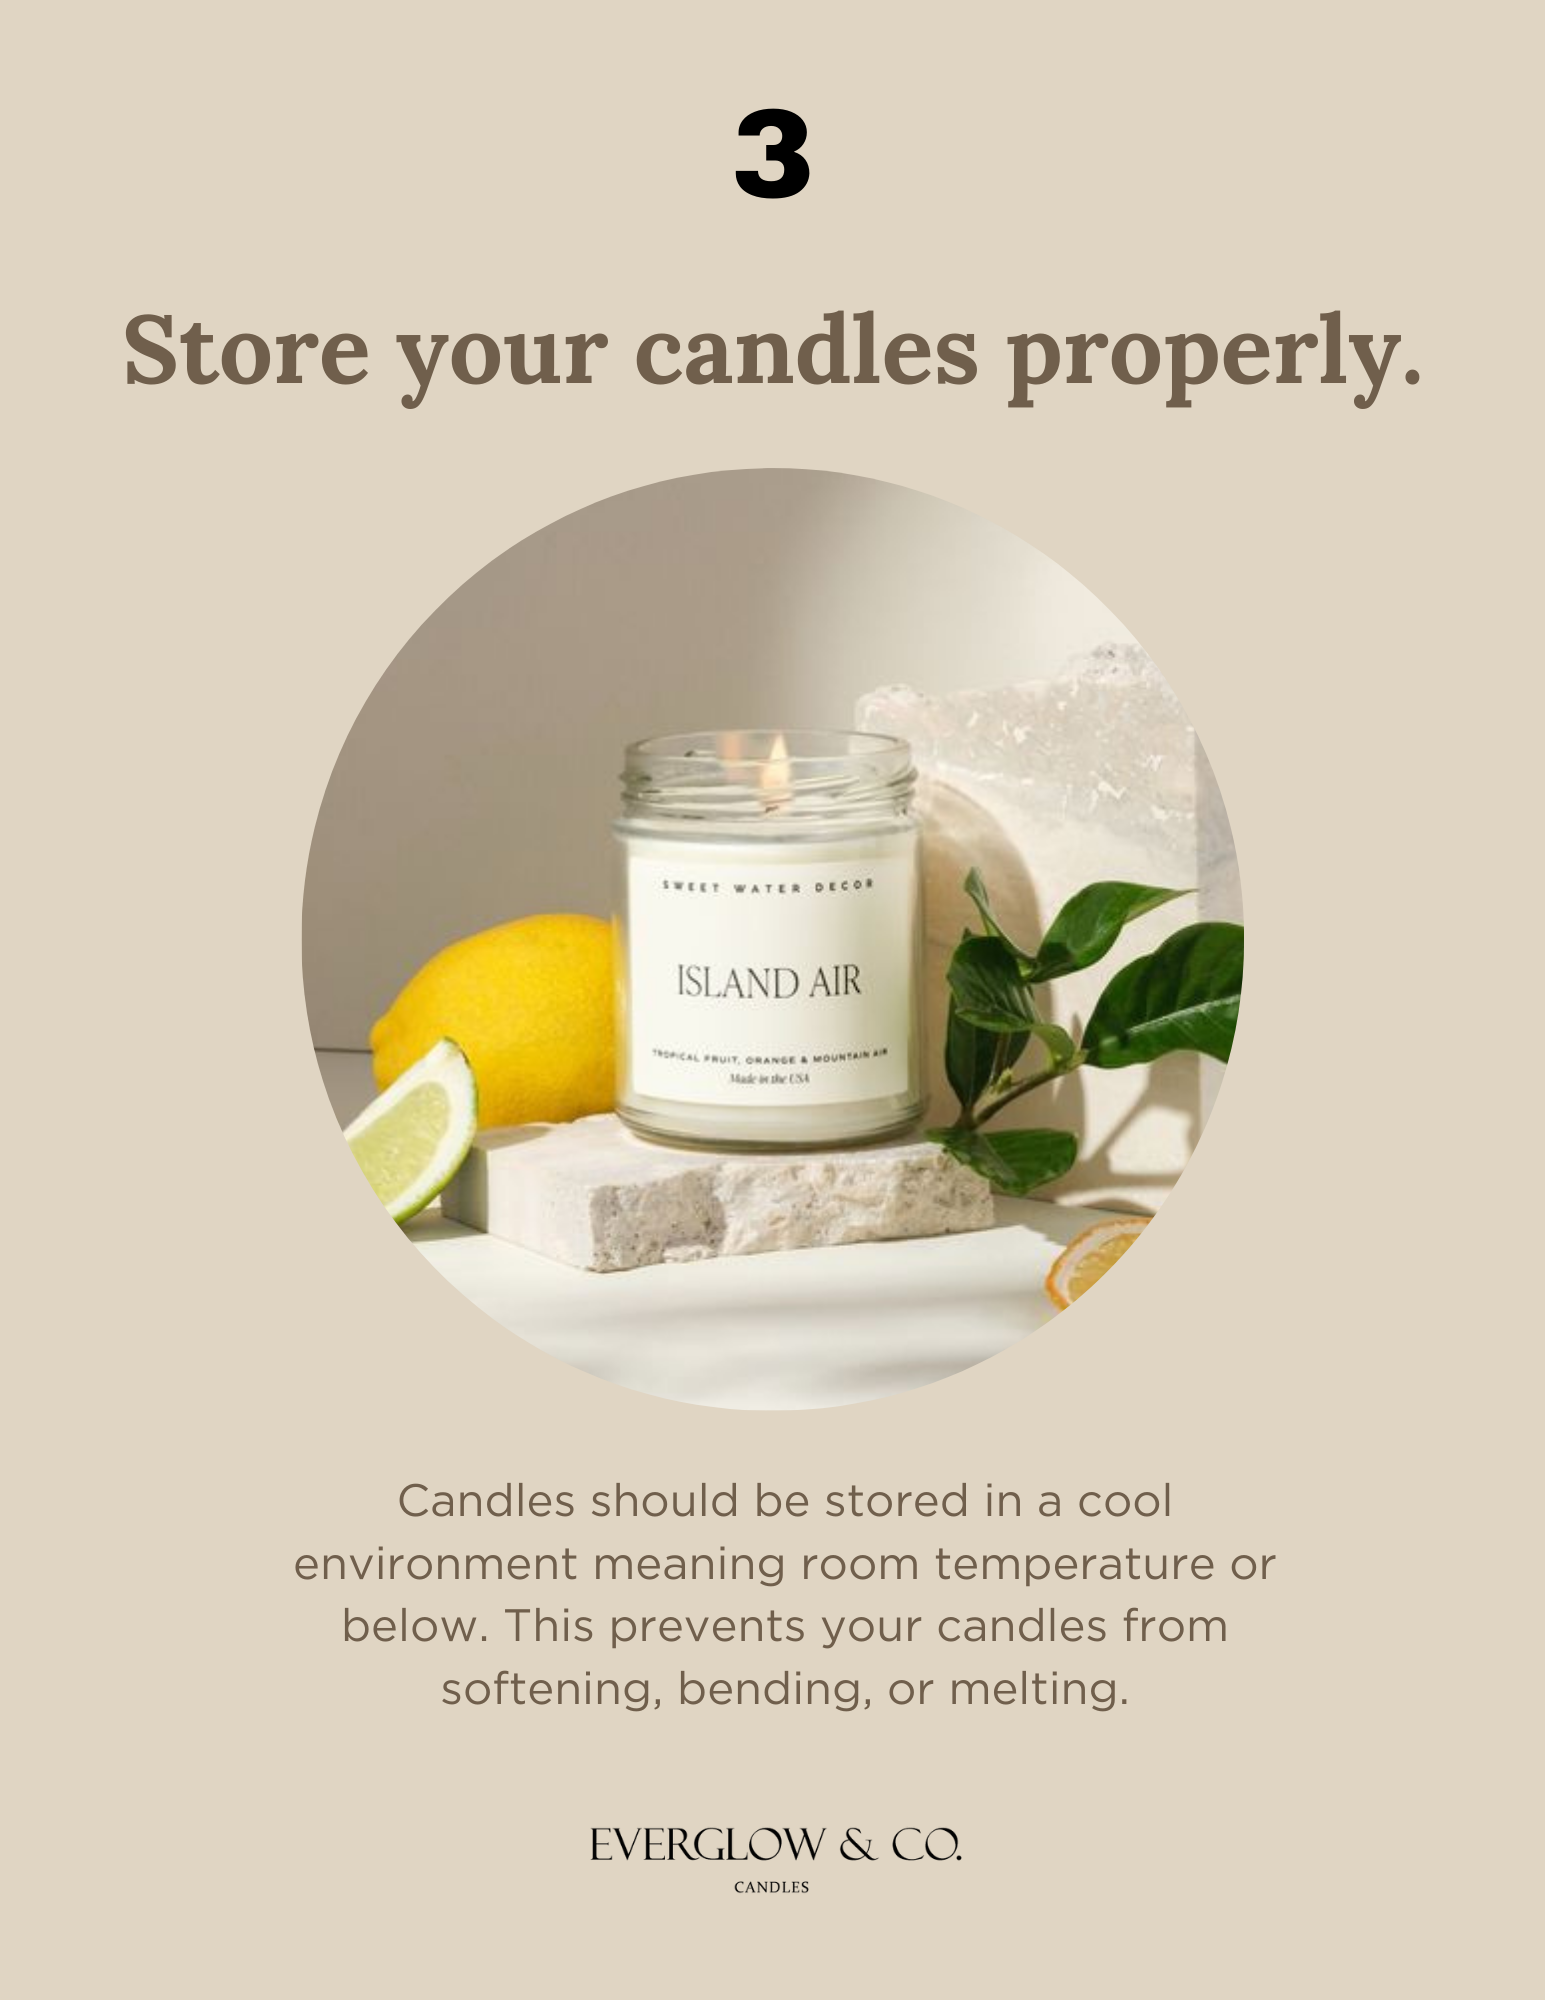 3
Store your candles properly.
SWEET WATER DECOR
ISLAND AIR
TROPICAL FRUIT, ORANGE & MOUNTAIN AIR
Made in the USA
Candles should be stored in a cool
environment meaning room temperature or
below. This prevents your candles from
softening, bending, or melting.
EVERGLOW & CO.
CANDLES